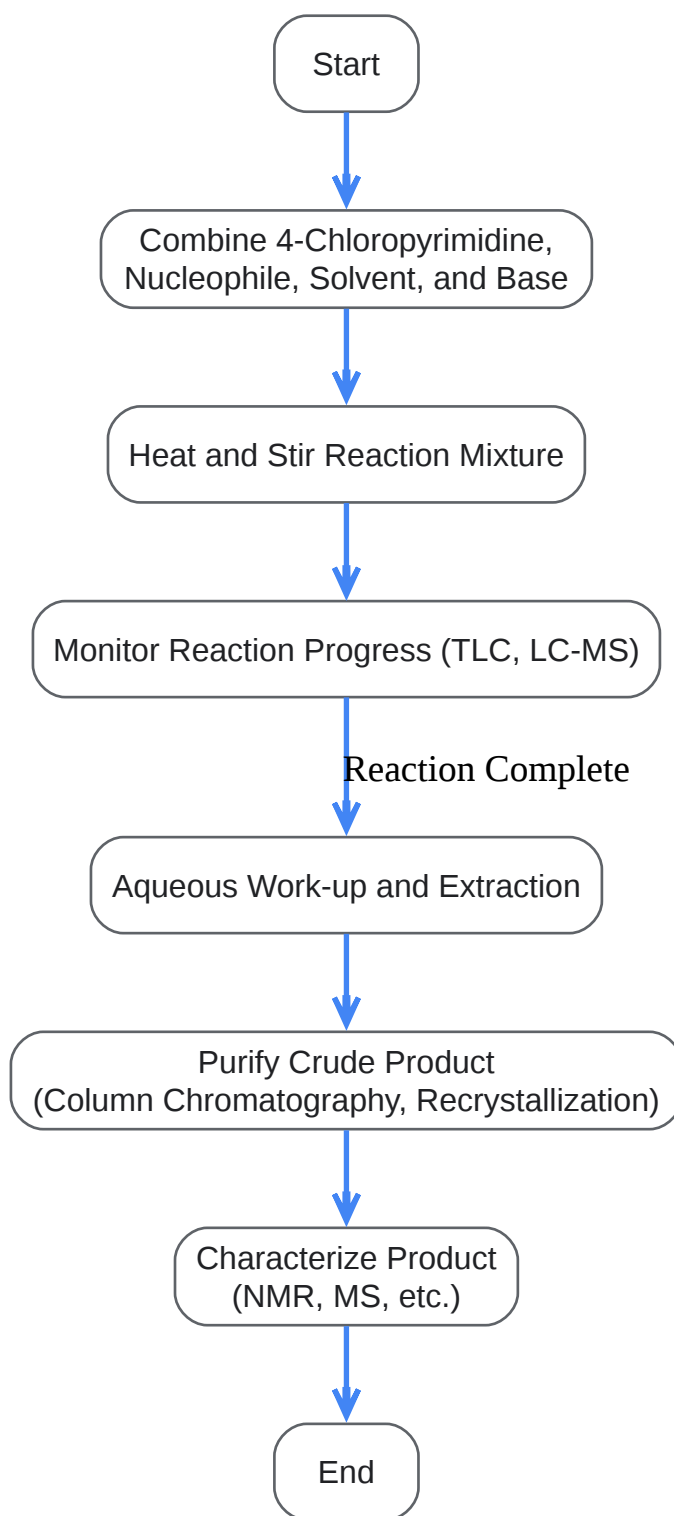 Start
Combine 4-Chloropyrimidine,
Nucleophile, Solvent, and Base
Heat and Stir Reaction Mixture
Monitor Reaction Progress (TLC, LC-MS)
Reaction Complete
Aqueous Work-up and Extraction
Purify Crude Product
(Column Chromatography, Recrystallization)
Characterize Product
(NMR, MS, etc.)
End